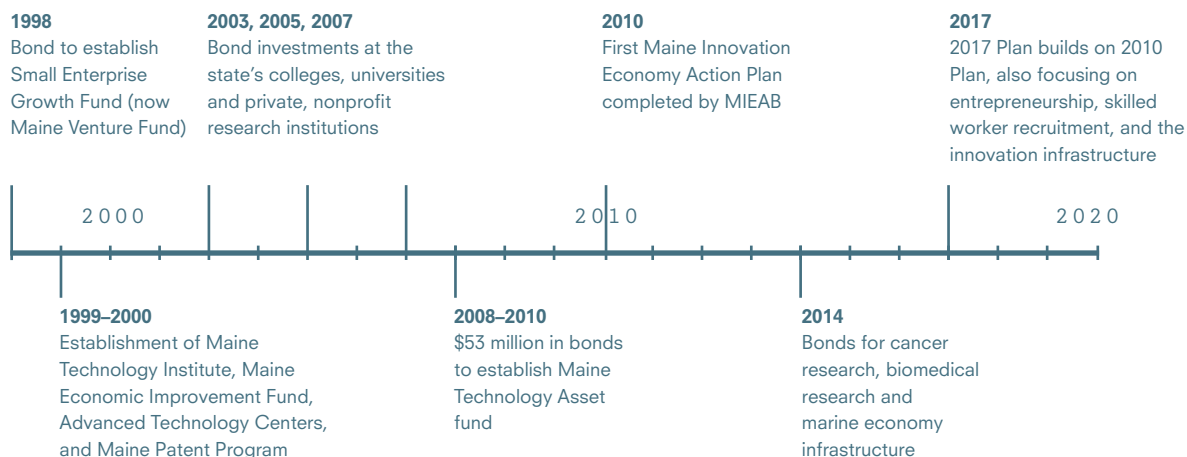 1998
Bond to establish
Small Enterprise
Growth Fund (now
Maine Venture Fund)
2003, 2005, 2007
Bond investments at the
state’s colleges, universities
and private, nonprofit
research institutions
2010
First Maine Innovation
Economy Action Plan
completed by MIEAB
2017
2017 Plan builds on 2010
Plan, also focusing on
entrepreneurship, skilled
worker recruitment, and the
innovation infrastructure
2000
2010
2020
1999–2000
Establishment of Maine
Technology Institute, Maine
Economic Improvement Fund,
Advanced Technology Centers,
and Maine Patent Program
2008–2010
$53 million in bonds
to establish Maine
Technology Asset
fund
2014
Bonds for cancer
research, biomedical
research and
marine economy
infrastructure